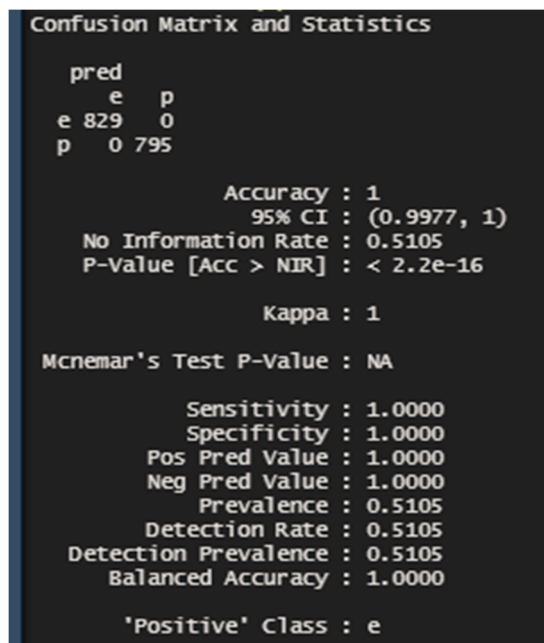 Confusion Matrix and Statistics
pred
e p
e 829 0
p 0 795
Accuracy : 1
95% CI : (0.9977, 1)
No Information Rate : 0.5105
P-Value [Acc > NIR] : < 2.2e-16
Kappa : 1
Mcnemar's Test P-Value : NA
Sensitivity : 1.0000
Specificity : 1.0000
Pos Pred Value : 1.0000
Neg Pred Value : 1.0000
Prevalence : 0.5105
Detection Rate : 0.5105
Detection Prevalence : 0.5105
Balanced Accuracy : 1.0000
'Positive' Class : e